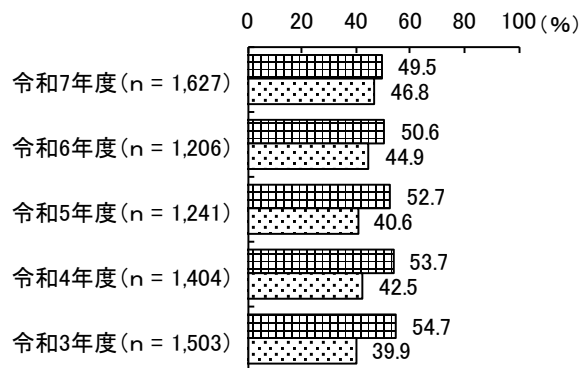 0 20 40 60 80 100 (%)
令和7年度(n = 1,627) 49.5
46.8
令和6年度(n = 1,206) 50.6
44.9
令和5年度(n = 1,241) 52.7
40.6
令和4年度(n = 1,404) 53.7
42.5
令和3年度(n = 1,503) 54.7
39.9